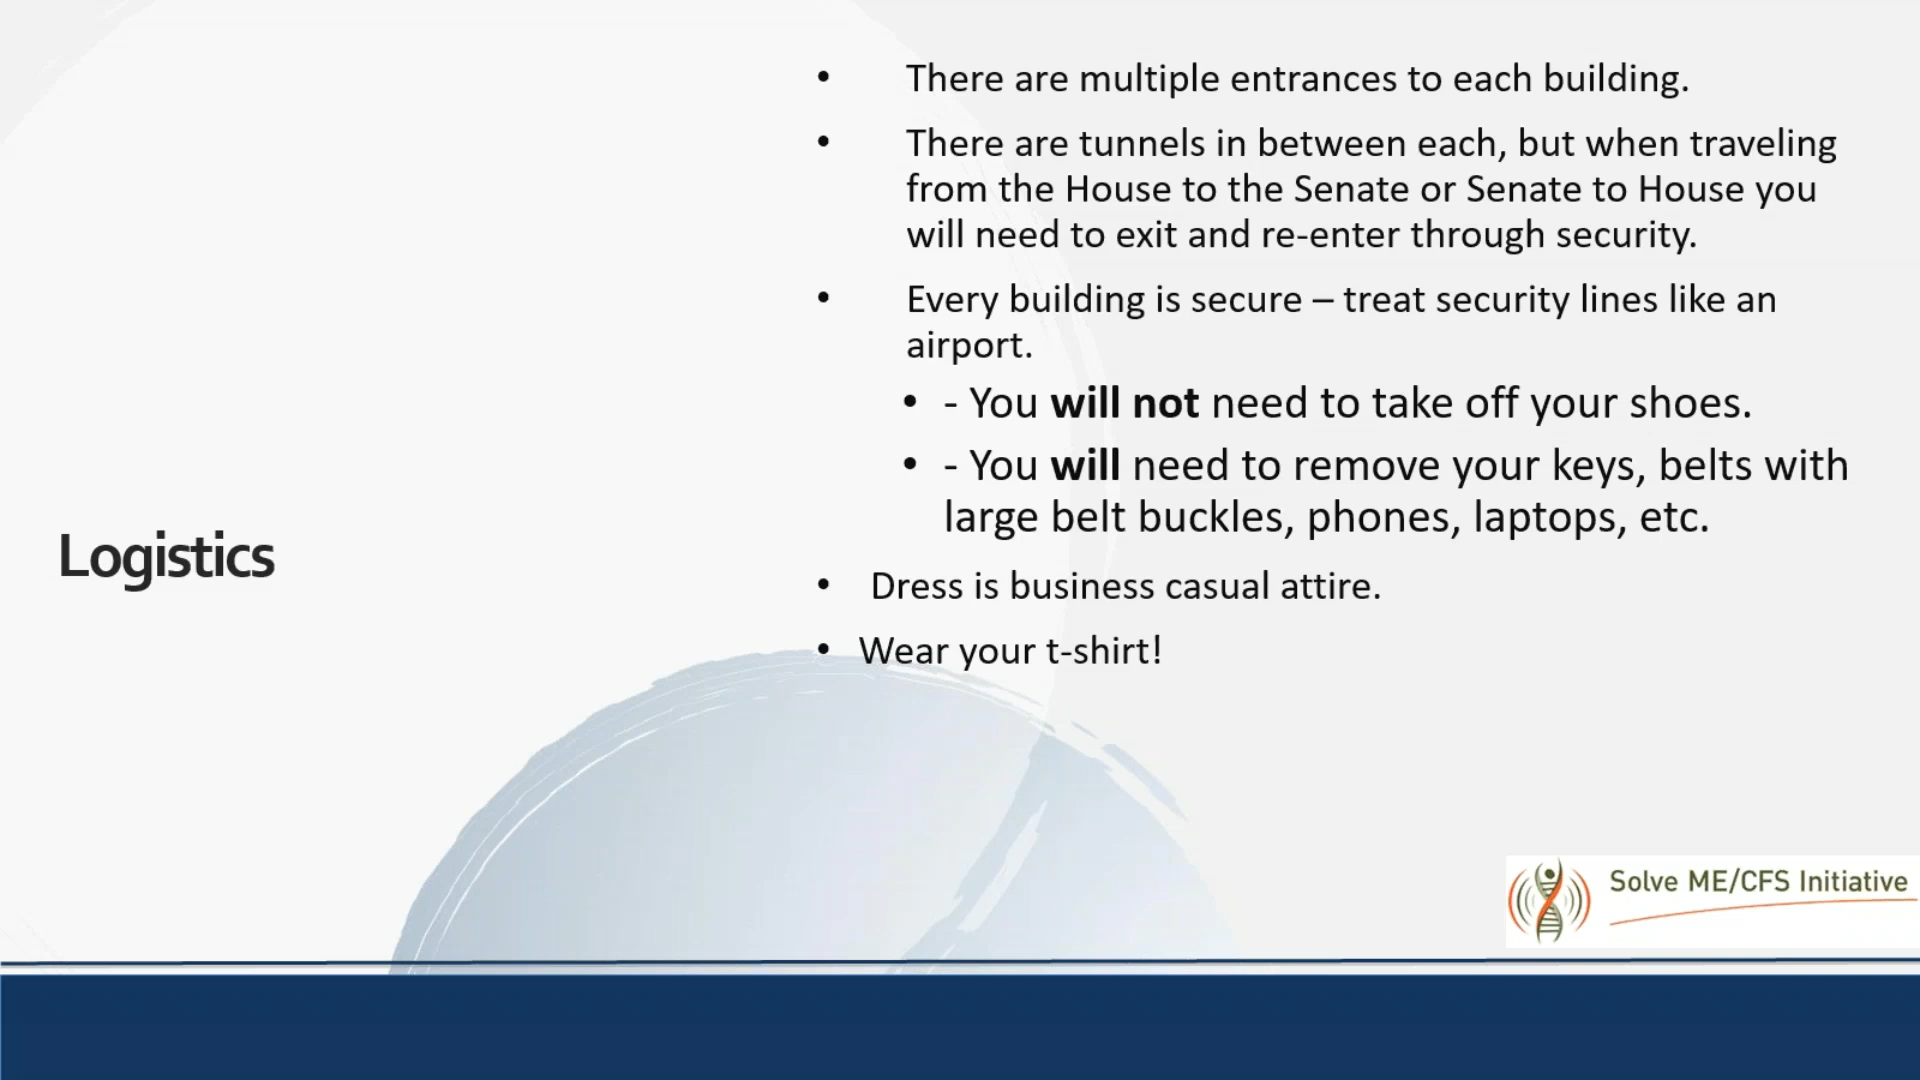 Logistics
• There are multiple entrances to each building.
• There are tunnels in between each, but when traveling
from the House to the Senate or Senate to House you
will need to exit and re-enter through security.
• Every building is secure – treat security lines like an
airport.
• - You will not need to take off your shoes.
• - You will need to remove your keys, belts with
large belt buckles, phones, laptops, etc.
• Dress is business casual attire.
• Wear your t-shirt!
Solve ME/CFS Initiative